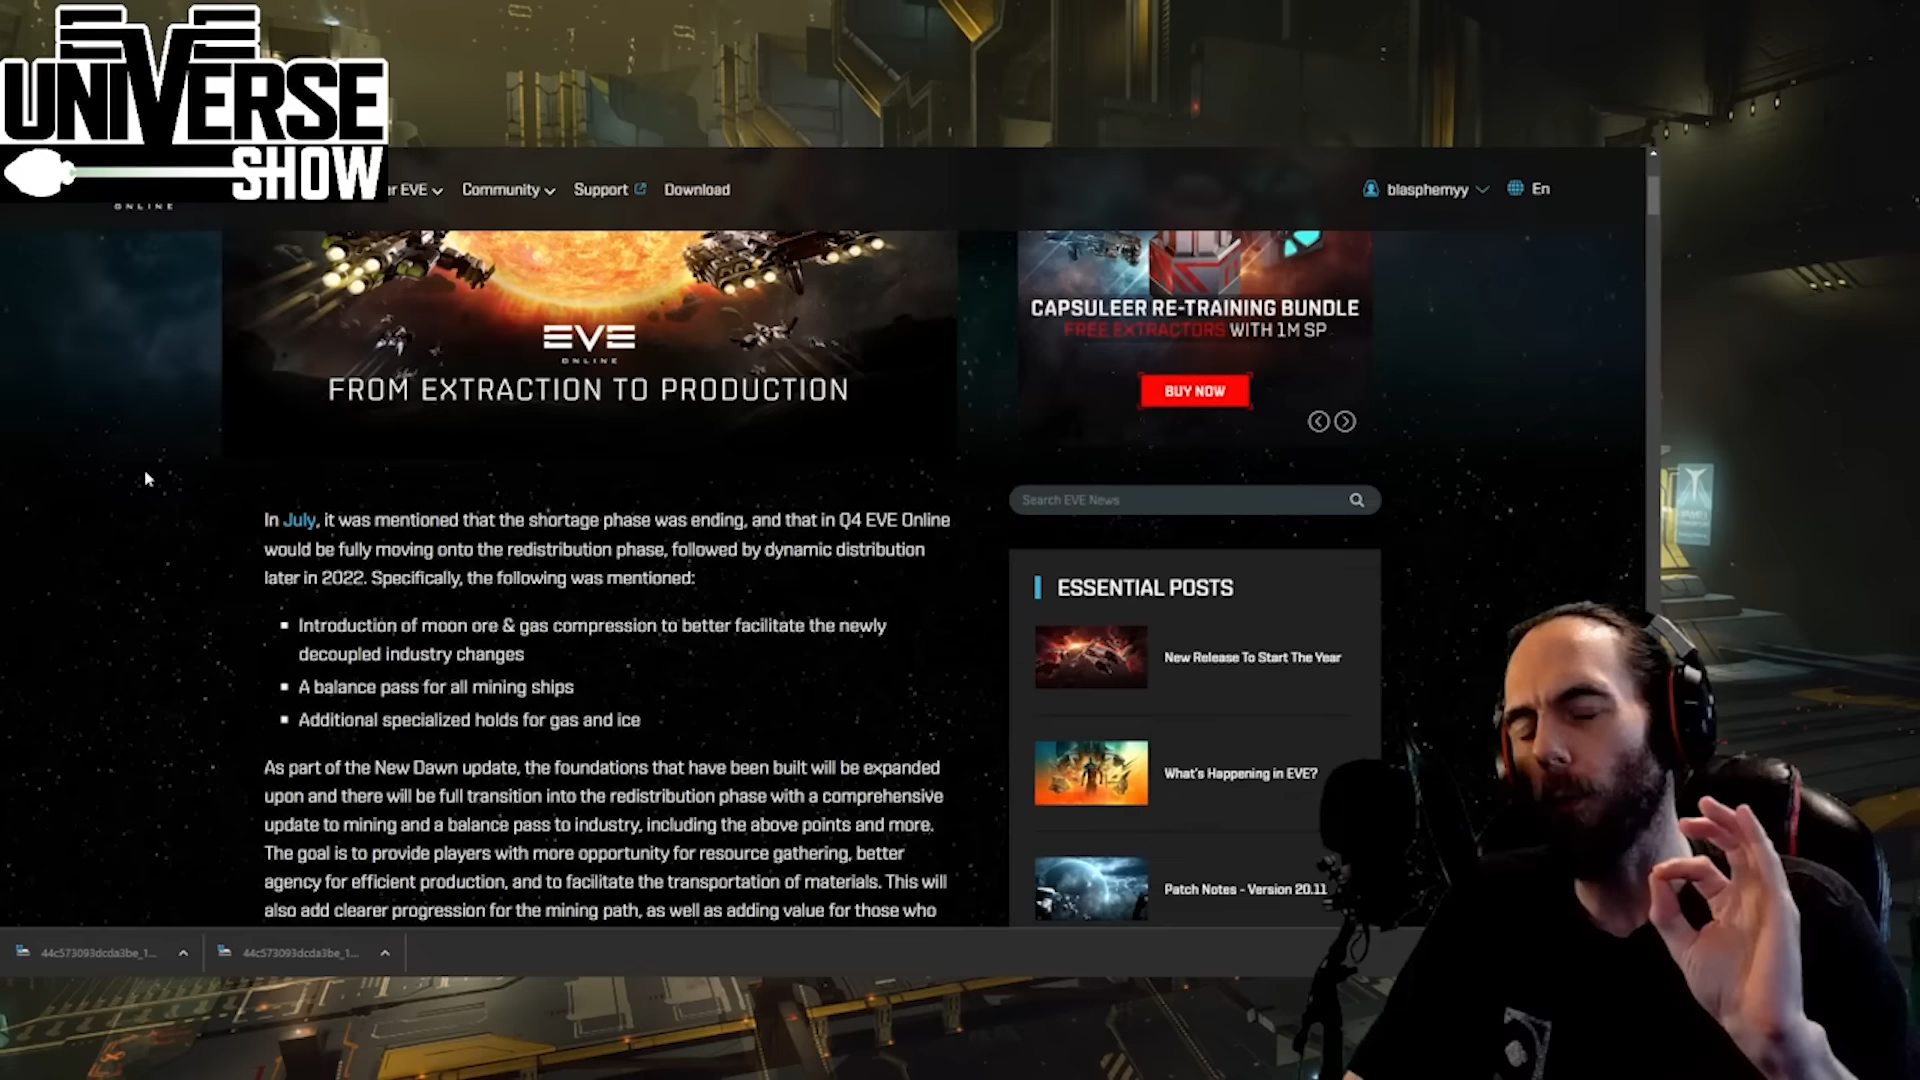 EVE
UNIVERSE
SHOW
ONLINE
r EVE
Community
Support
Download
blasphemyy
En
EVE
ONLINE
FROM EXTRACTION TO PRODUCTION
CAPSULEER RE-TRAINING BUNDLE
FREE EXTRACTORS WITH 1M SP
BUY NOW
In July, it was mentioned that the shortage phase was ending, and that in Q4 EVE Online
would be fully moving onto the redistribution phase, followed by dynamic distribution
later in 2022. Specifically, the following was mentioned:
Introduction of moon ore & gas compression to better facilitate the newly
decoupled industry changes
A balance pass for all mining ships
Additional specialized holds for gas and ice
As part of the New Dawn update, the foundations that have been built will be expanded
upon and there will be full transition into the redistribution phase with a comprehensive
update to mining and a balance pass to industry, including the above points and more.
The goal is to provide players with more opportunity for resource gathering, better
agency for efficient production, and to facilitate the transportation of materials. This will
also add clearer progression for the mining path, as well as adding value for those who
Search EVE News
ESSENTIAL POSTS
New Release To Start The Year
What's Happening in EVE?
Patch Notes - Version 20.11
44c573093dcda3be_1...
44c573093dcda3be_1...